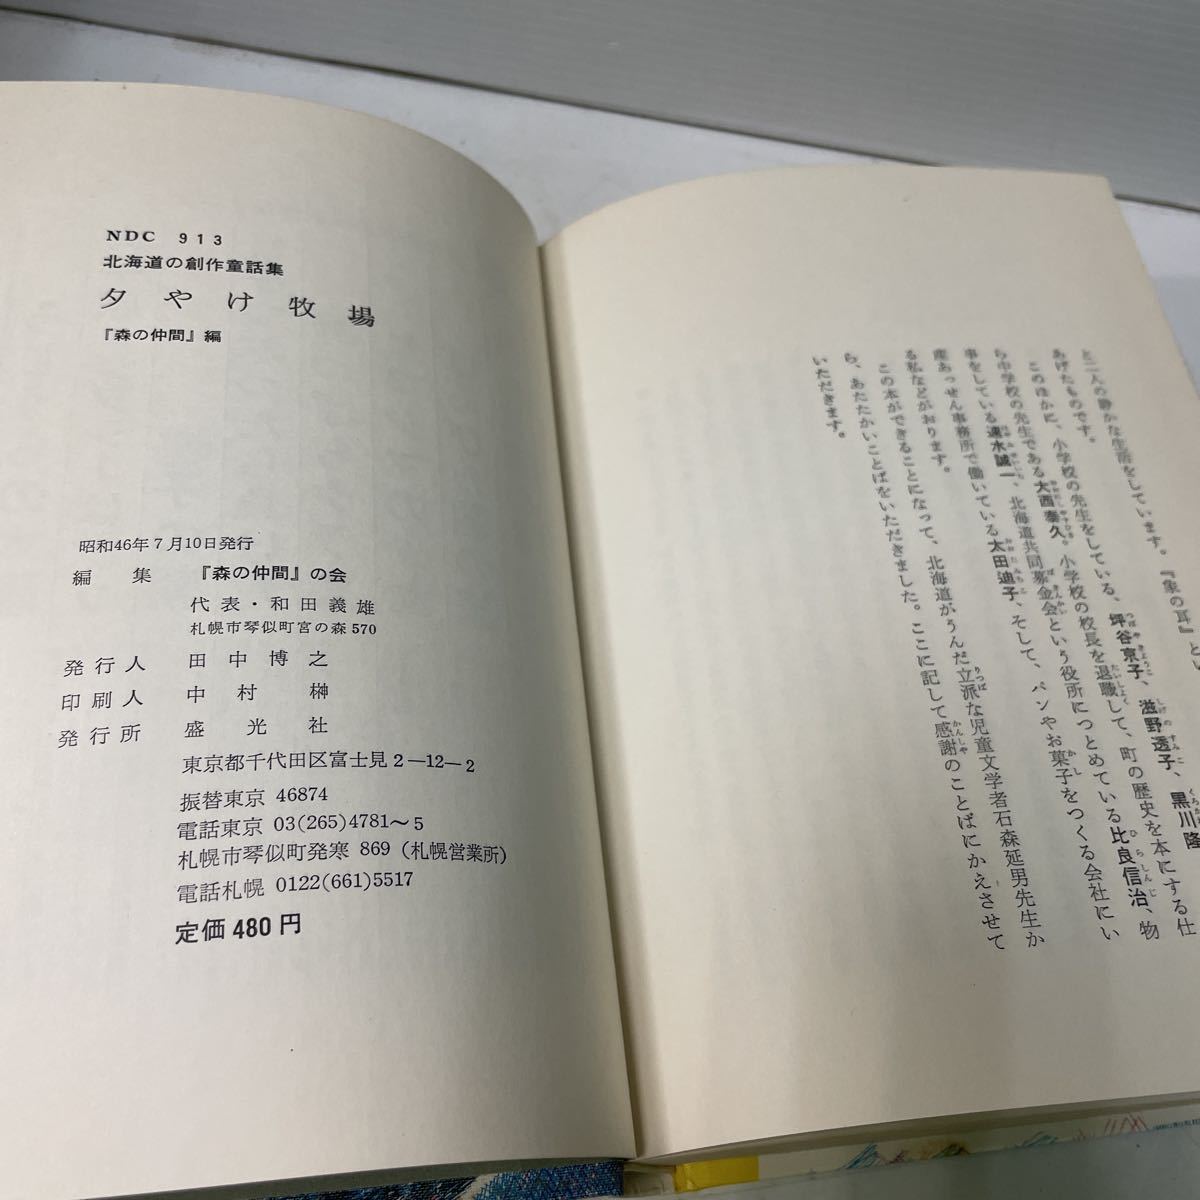 NDC 913
北海道の創作童話集
夕やけ牧場
『森の仲間』編
昭和46年7月10日発行
編集 『森の仲間』の会
代表・和田義雄
札幌市琴似町宮の森570
発行人 田中博之
印刷人 中村榊
発行所 盛光社
東京都千代田区富士見2―12―2
振替東京 46874
電話東京 03(265)4781〜5
札幌市琴似町発寒 869 (札幌営業所)
電話札幌 0122(661)5517
定価480円
と二人の静かな生活をしています。『象の耳』とい
あげたものです。
このほかに、小学校の先生をしている、坪谷京子、滋野透子、黒川隆
ら中学校の先生である大西泰久。小学校の校長を退職して、町の歴史を本にする仕
事をしている速水誠一、北海道共同募金会という役所につとめている比良信治、物
産あっせん事務所で働いている太田迪子、そして、パンやお菓子をつくる会社にい
る私などがおります。
この本ができることになって、北海道がうんだ立派な児童文学者石森延男先生か
ら、あたたかいことばをいただきました。ここに記して感謝のことばにかえさせて
いただきます。